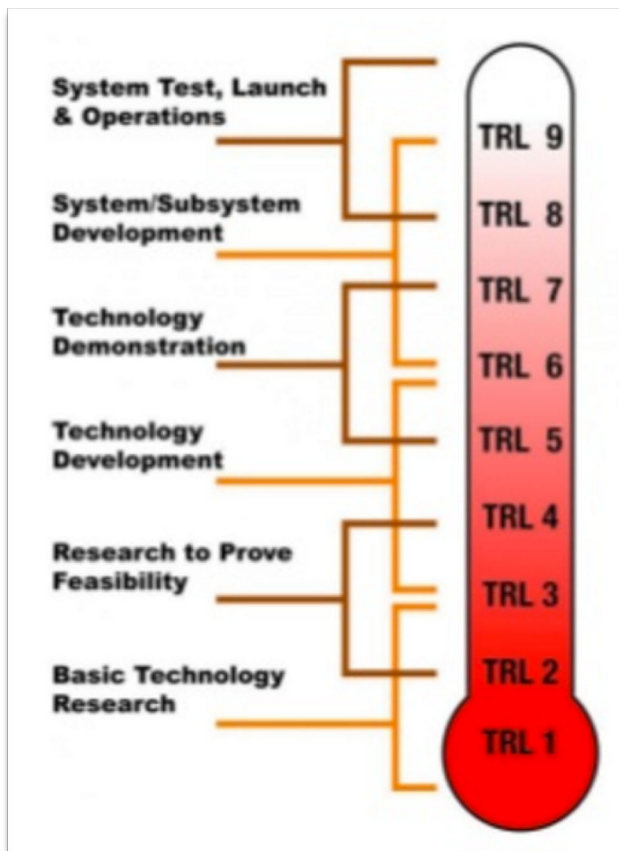 System Test, Launch
& Operations
System/Subsystem
Development
Technology
Demonstration
Technology
Development
Research to Prove
Feasibility
Basic Technology
Research
TRL 9
TRL 8
TRL 7
TRL 6
TRL 5
TRL 4
TRL 3
TRL 2
TRL 1